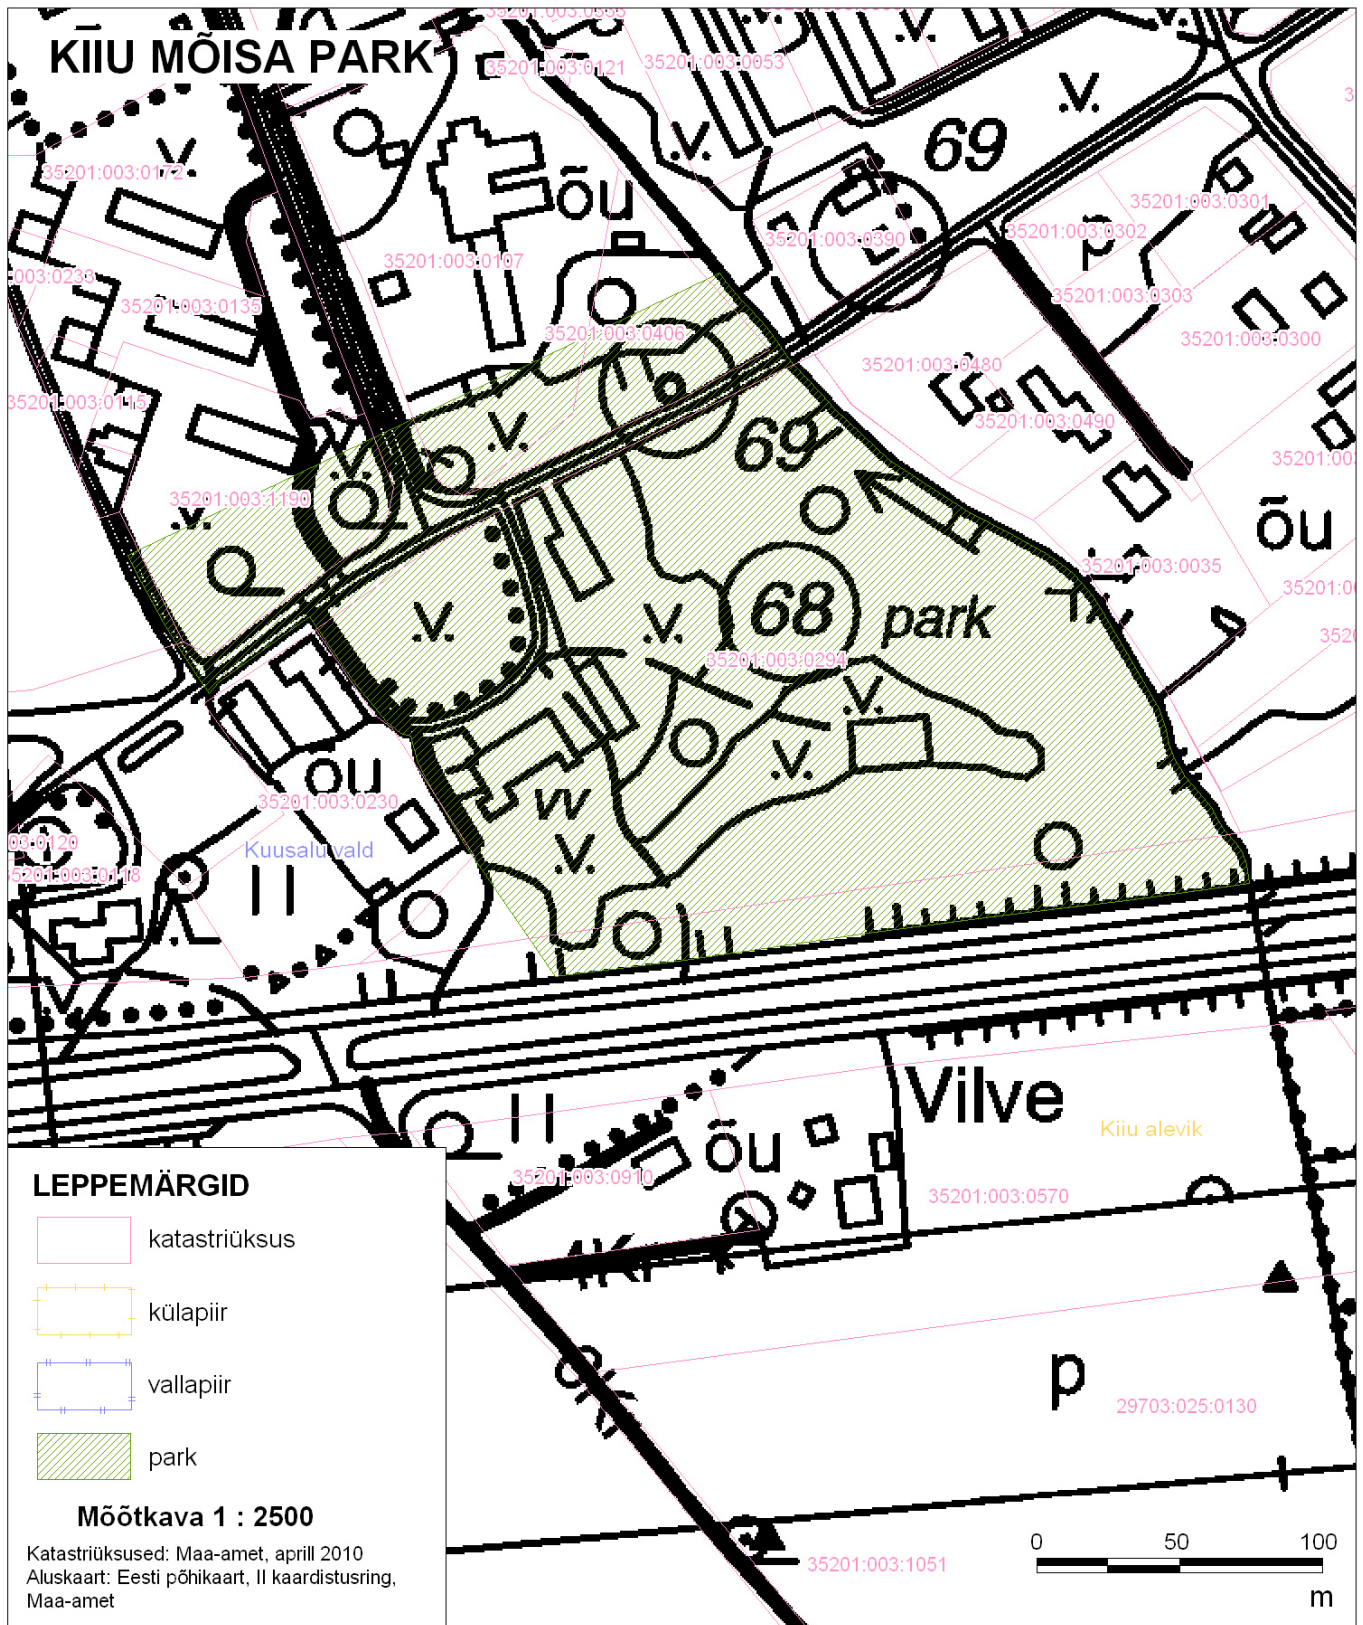 KIIU MÕISA PARK
35201:003:0121
35201:003:0053
69
35201:003:0172
õu
35201:003:0301
35201:003:0302
p
35201:003:0390
35201:003:0107
003:0233
35201:003:0303
35201:003:0135
35201:003:0406
35201:003:0300
35201:003:0480
35201:003:0115
35201:003:0490
69
35201:003:1190
õu
35201:003:0035
68
park
35201:003:0294
õu
35201:003:0230
03:0120
Kuusalu vald
35201:003:0118
Vilve
Kiiu alevik
õu
35201:003:0910
35201:003:0570
p
29703:025:0130
35201:003:1051
LEPPEMÄRGID
katastriüksus
külapiir
vallapiir
park
Mõõtkava 1 : 2500
Katastriüksused: Maa-amet, aprill 2010
Aluskaart: Eesti põhikaart, II kaardistusring,
Maa-amet
0 50 100
m